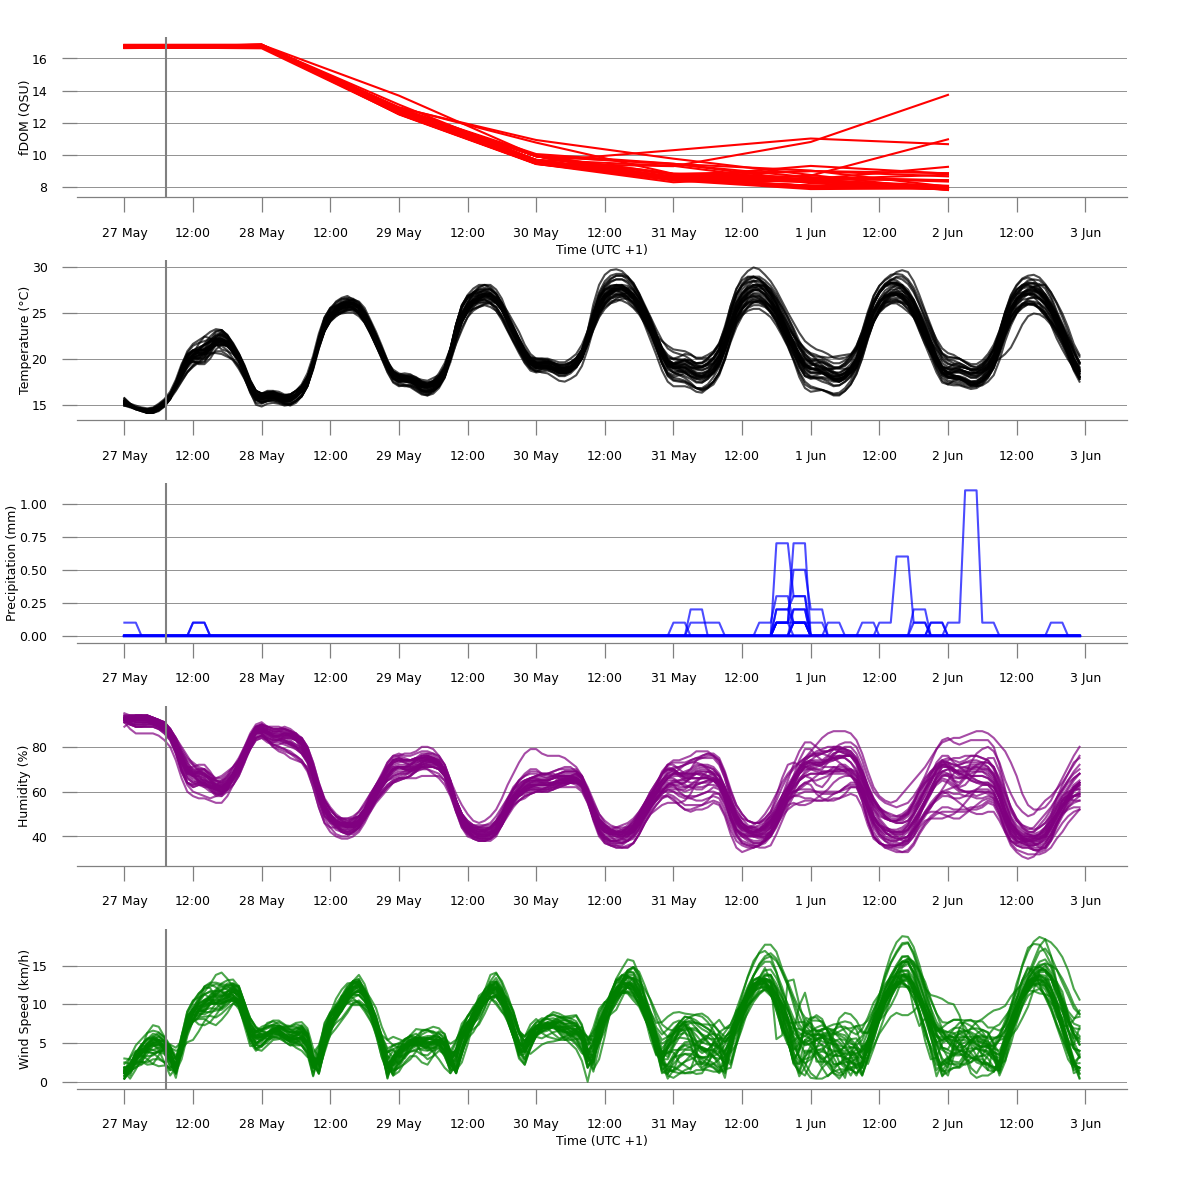 fDOM (QSU)
16
14
12
10
8
27 May 12:00 28 May 12:00 29 May 12:00 30 May 12:00 31 May 12:00 1 Jun 12:00 2 Jun 12:00 3 Jun
Time (UTC +1)
Temperature (°C)
30
25
20
15
27 May 12:00 28 May 12:00 29 May 12:00 30 May 12:00 31 May 12:00 1 Jun 12:00 2 Jun 12:00 3 Jun
Precipitation (mm)
1.00
0.75
0.50
0.25
0.00
27 May 12:00 28 May 12:00 29 May 12:00 30 May 12:00 31 May 12:00 1 Jun 12:00 2 Jun 12:00 3 Jun
Humidity (%)
80
60
40
27 May 12:00 28 May 12:00 29 May 12:00 30 May 12:00 31 May 12:00 1 Jun 12:00 2 Jun 12:00 3 Jun
Wind Speed (km/h)
15
10
5
0
27 May 12:00 28 May 12:00 29 May 12:00 30 May 12:00 31 May 12:00 1 Jun 12:00 2 Jun 12:00 3 Jun
Time (UTC +1)